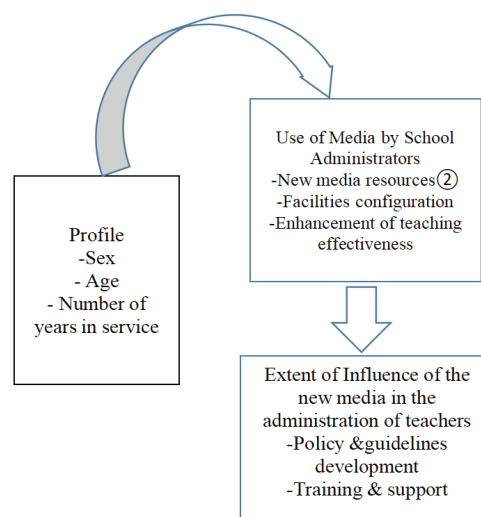 Profile
-Sex
- Age
- Number of
years in service
Use of Media by School
Administrators
-New media resources②
-Facilities configuration
-Enhancement of teaching
effectiveness
Extent of Influence of the
new media in the
administration of teachers
-Policy &guidelines
development
-Training & support